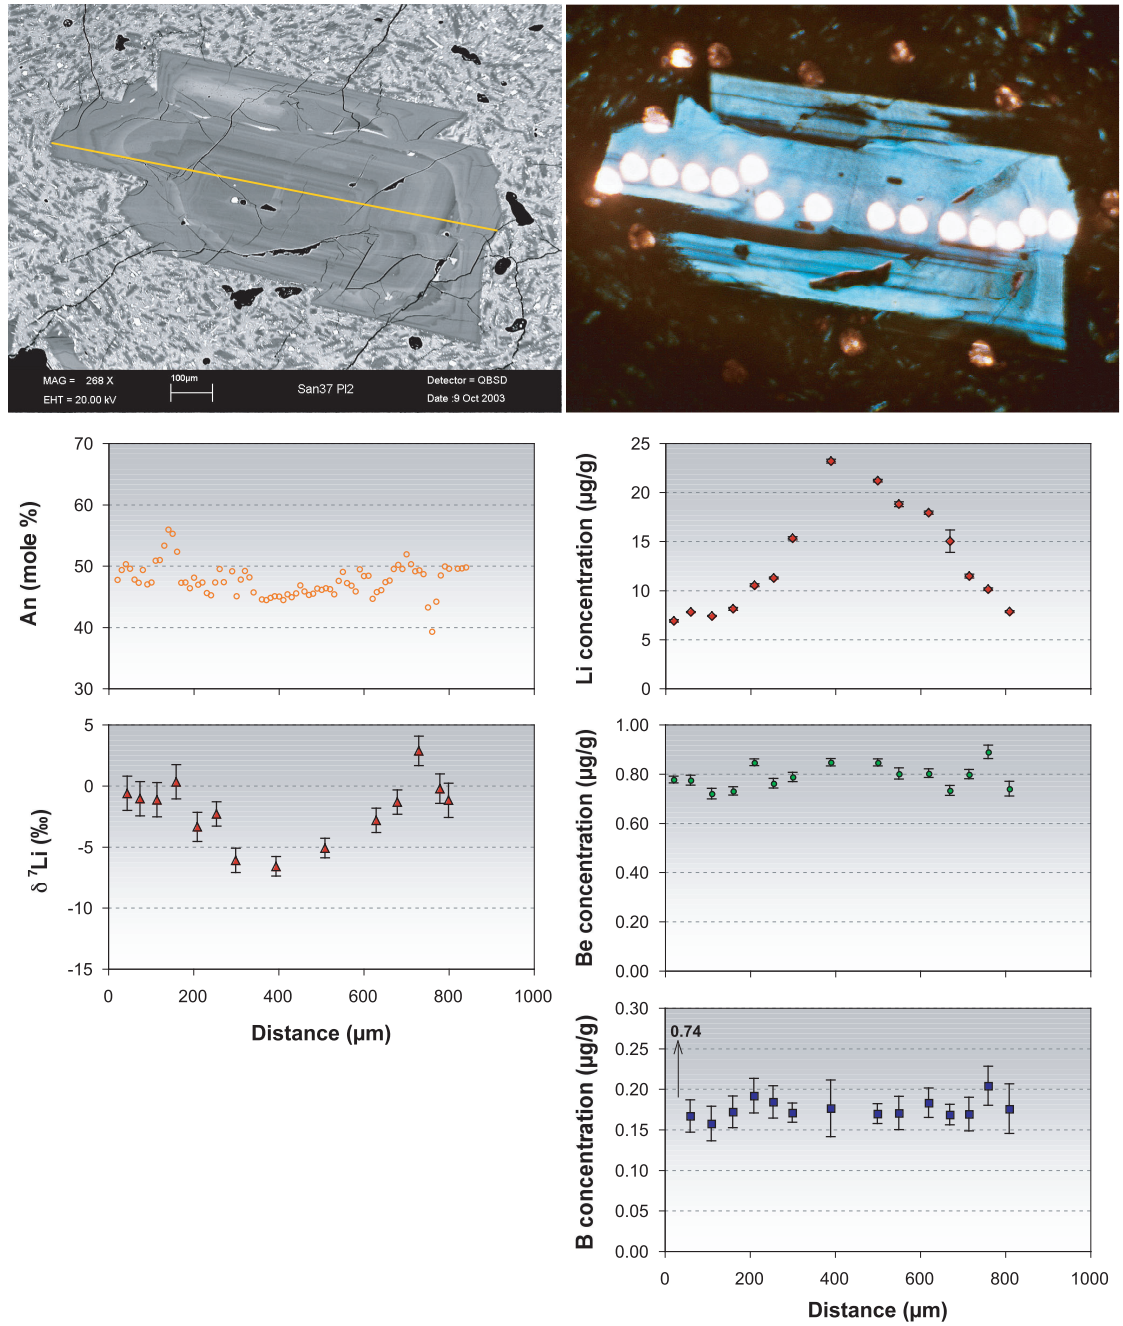 MAG = 268 X
EHT = 20.00 kV
100µm
San37 Pl2
Detector = QBSD
Date :9 Oct 2003
An (mole %)
70
60
50
40
30
Li concentration (µg/g)
25
20
15
10
5
0
δ ⁷Li (‰)
5
0
-5
-10
-15
0 200 400 600 800 1000
Distance (µm)
Be concentration (µg/g)
1.00
0.80
0.60
0.40
0.20
0.00
B concentration (µg/g)
0.30
0.25
0.20
0.15
0.10
0.05
0.00
0.74
0 200 400 600 800 1000
Distance (µm)